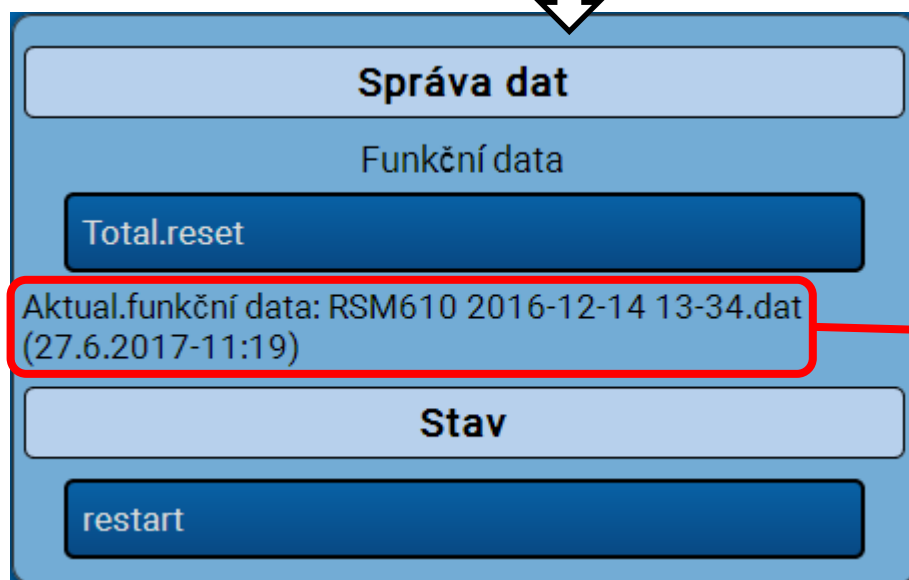 Správa dat
Funkční data
Total.reset
Aktual.funkční data: RSM610 2016-12-14 13-34.dat
(27.6.2017-11:19)
Stav
restart